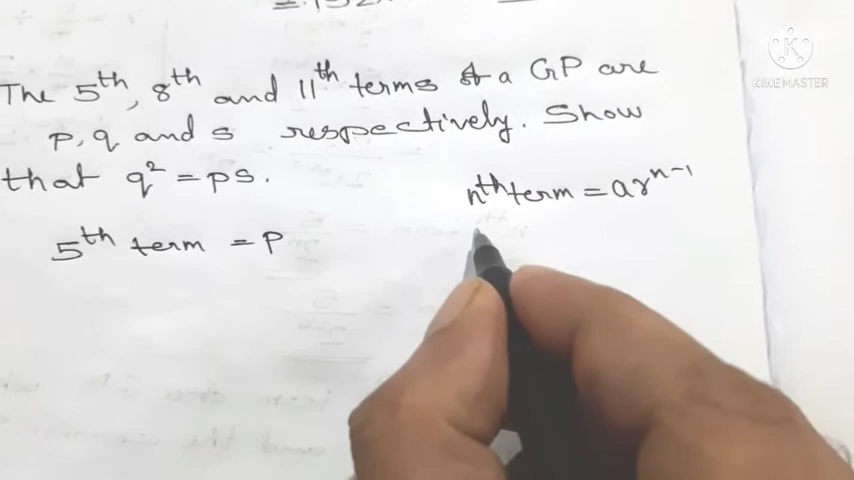 The 5th, 8th and 11th terms of a GP are
p, q and s respectively. Show
that q² = ps.
nth term = ar^n-1
5th term = P
KINEMASTER